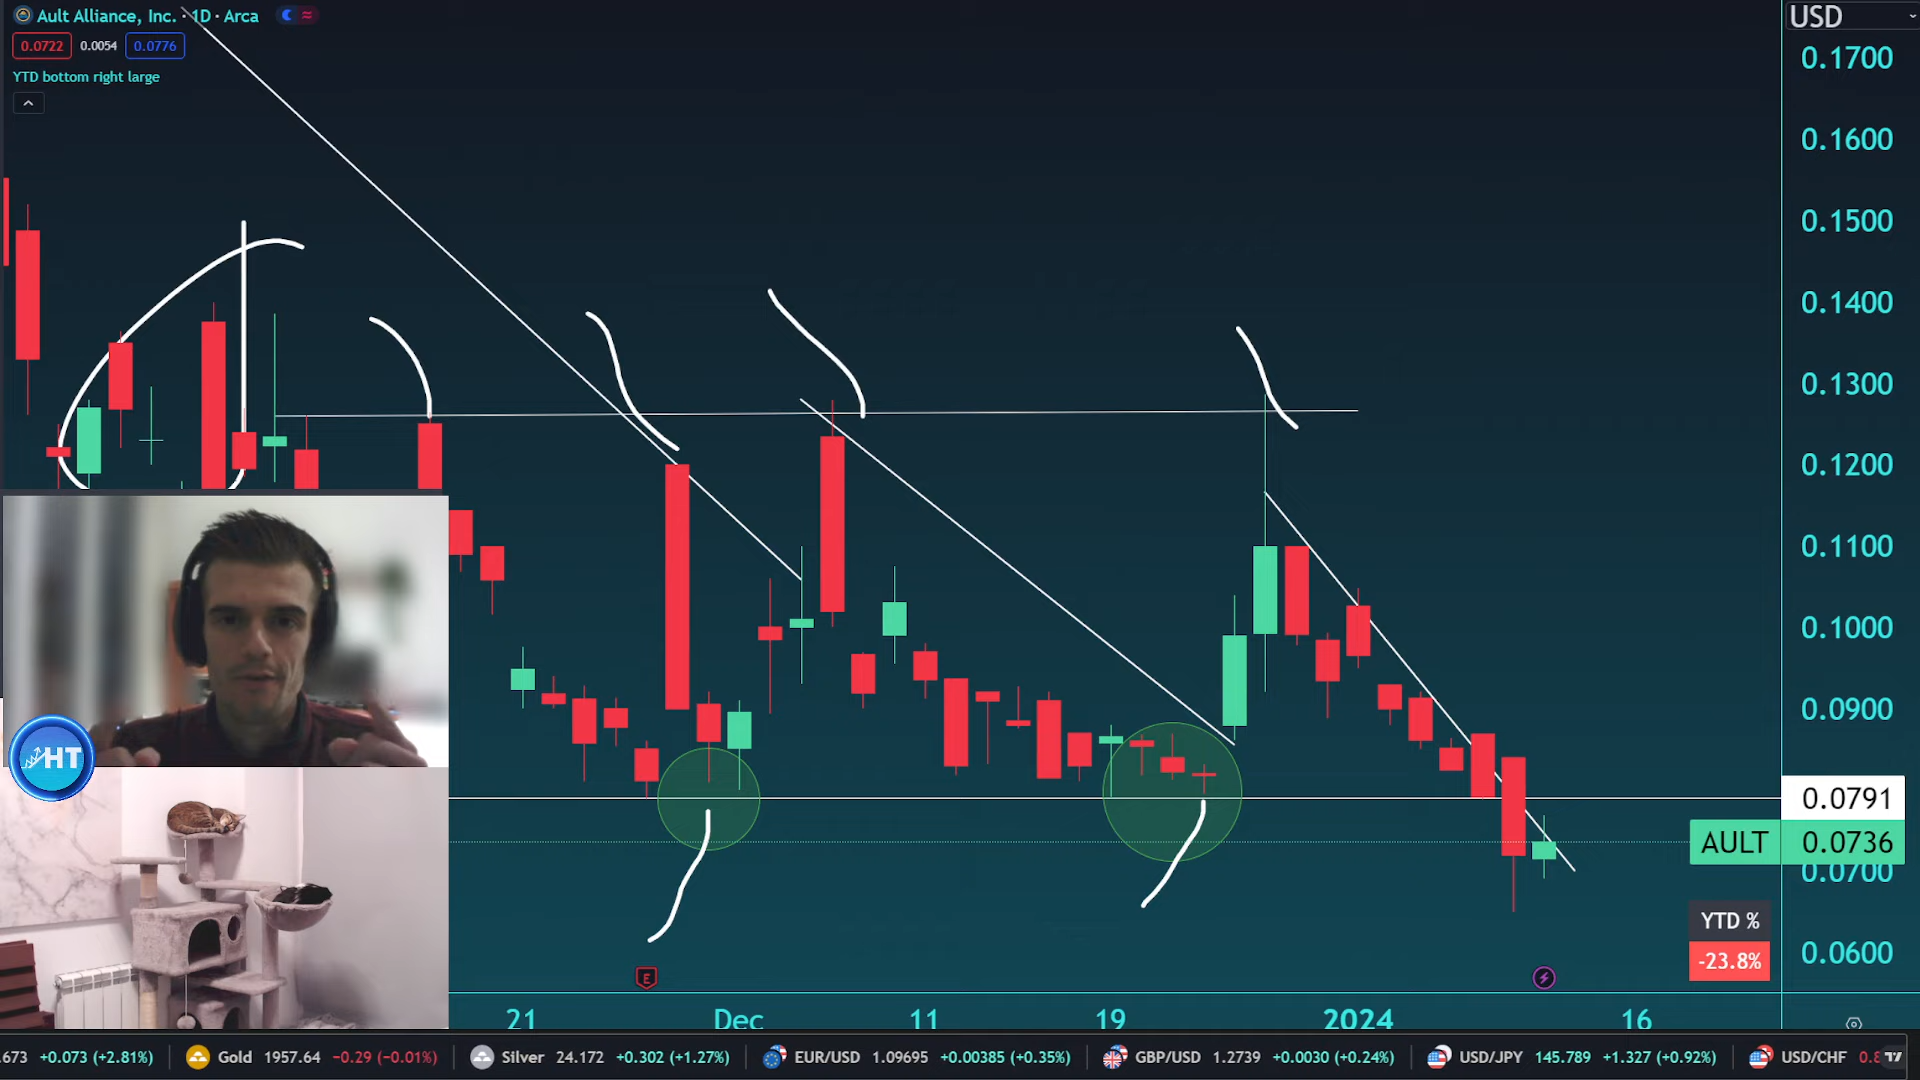 Ault Alliance, Inc. · 1D · Arca
0.0722 0.0054 0.0776
YTD bottom right large
USD
0.1700
0.1600
0.1500
0.1400
0.1300
0.1200
0.1100
0.1000
0.0900
0.0791
AULT 0.0736
0.0700
YTD %
-23.8%
0.0600
HT
E
21 Dec 11 19 2024 16
.673 +0.073 (+2.81%) Gold 1957.64 −0.29 (−0.01%) Silver 24.172 +0.302 (+1.27%) EUR/USD 1.09695 +0.00385 (+0.35%) GBP/USD 1.2739 +0.0030 (+0.24%) USD/JPY 145.789 +1.327 (+0.92%) USD/CHF